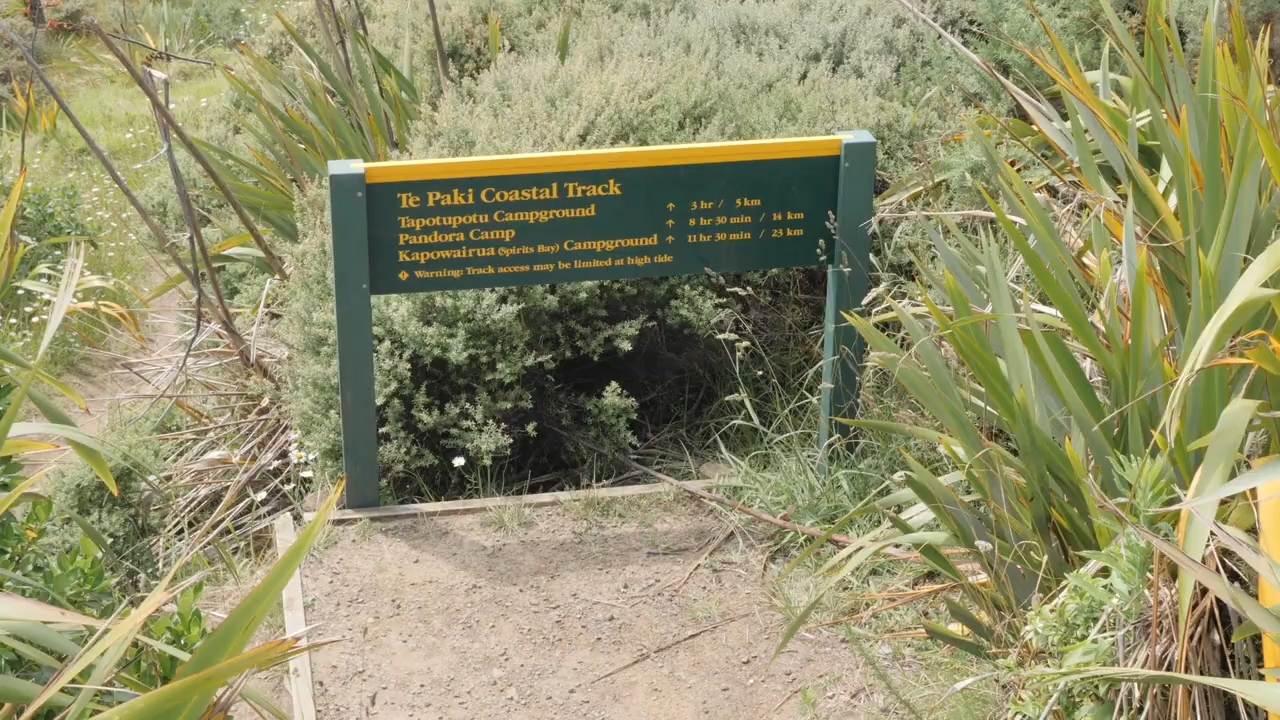 Te Paki Coastal Track
Tapotupotu Campground ↑ 3 hr / 5 km
Pandora Camp ↑ 8 hr 30 min / 14 km
Kapowairua (Spirits Bay) Campground ↑ 11 hr 30 min / 23 km
Warning: Track access may be limited at high tide